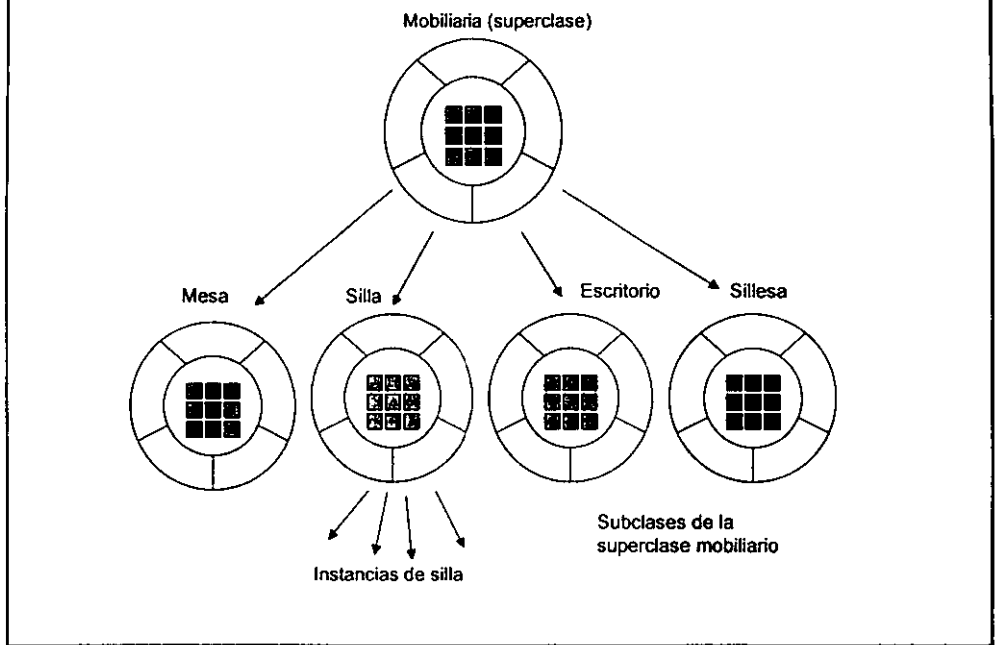 Mobiliaria (superclase)
Mesa
Silla
Escritorio
Sillesa
Subclases de la
superclase mobiliario
Instancias de silla